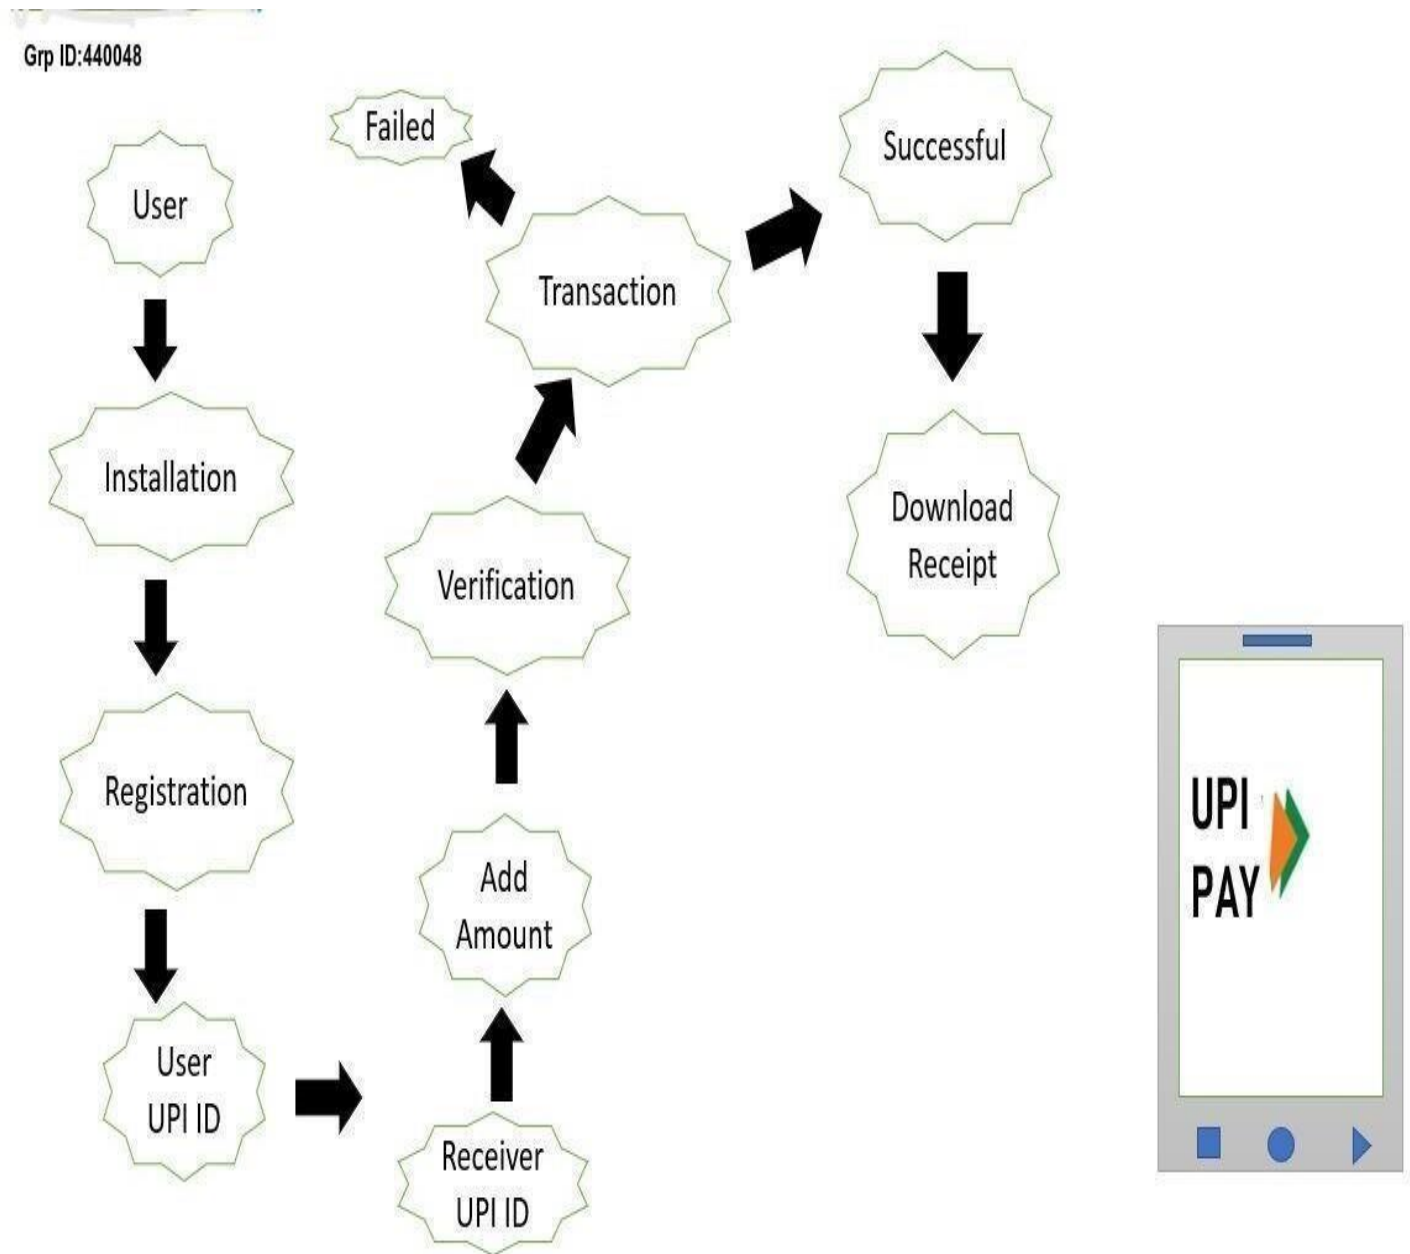 Grp ID:440048
User
Installation
Registration
User
UPI ID
Receiver
UPI ID
Add
Amount
Verification
Transaction
Failed
Successful
Download
Receipt
UPI
PAY